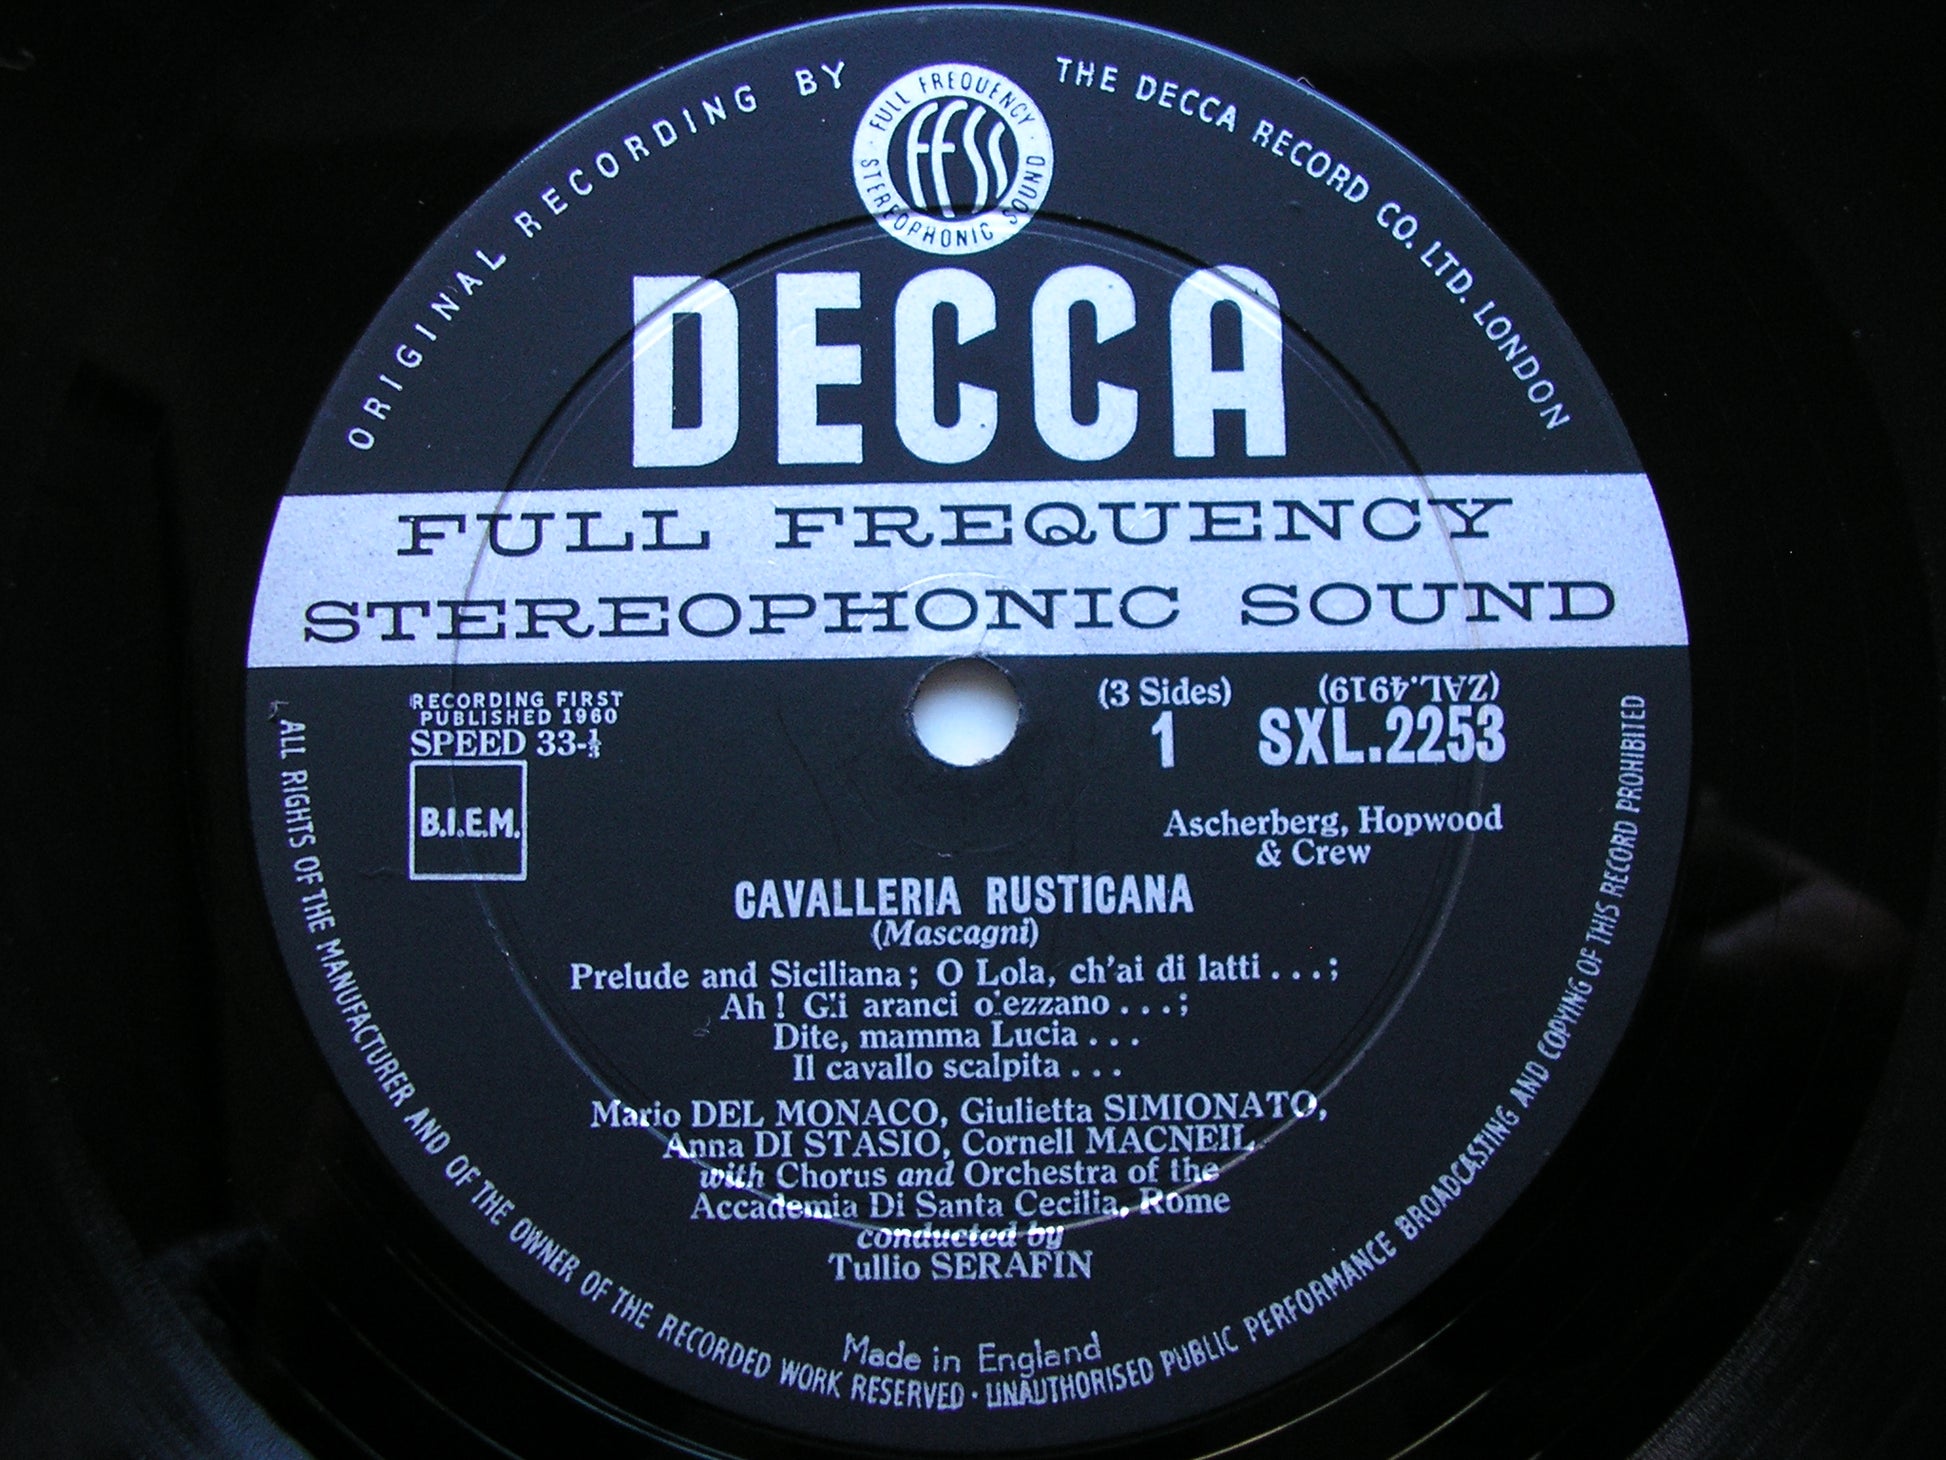 ORIGINAL RECORDING BY
THE DECCA RECORD CO. LTD. LONDON
FULL FREQUENCY
FFSS
STEREOPHONIC SOUND
DECCA
FULL FREQUENCY
STEREOPHONIC SOUND
RECORDING FIRST
PUBLISHED 1960
SPEED 33-⅓
B.I.E.M.
(3 Sides)
1
(ZAL.4919)
SXL.2253
Ascherberg, Hopwood
& Crew
CAVALLERIA RUSTICANA
(Mascagni)
Prelude and Siciliana; O Lola, ch'ai di latti...;
Ah! Gli aranci o'ezzano...;
Dite, mamma Lucia...
Il cavallo scalpita...
Mario DEL MONACO, Giulietta SIMIONATO,
Anna DI STASIO, Cornell MACNEIL
with Chorus and Orchestra of the
Accademia Di Santa Cecilia, Rome
conducted by
Tullio SERAFIN
Made in England
ALL RIGHTS OF THE MANUFACTURER AND OF THE OWNER OF THE RECORDED WORK RESERVED · UNAUTHORISED PUBLIC PERFORMANCE BROADCASTING AND COPYING OF THIS RECORD PROHIBITED